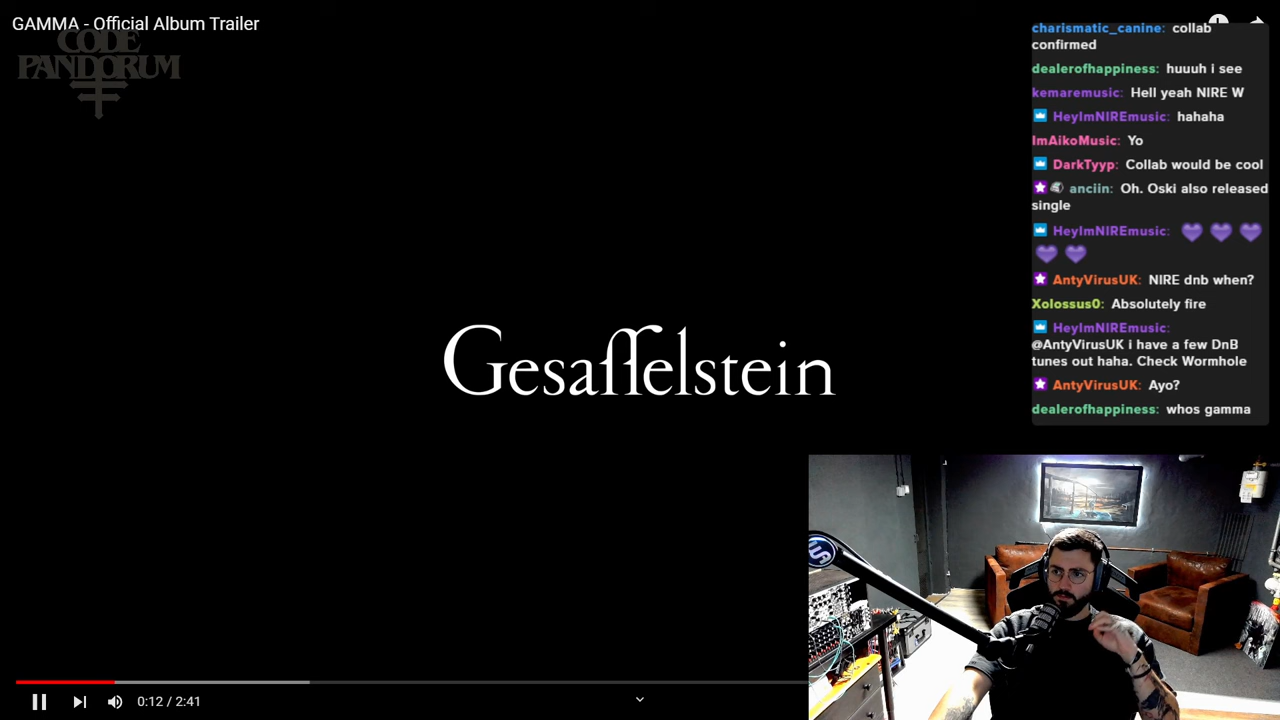 GAMMA - Official Album Trailer
CODE
PANDORUM
charismatic_canine: collab
confirmed
dealerofhappiness: huuuh i see
kemaremusic: Hell yeah NIRE W
HeyImNIREmusic: hahaha
ImAikoMusic: Yo
DarkTyyp: Collab would be cool
anciin: Oh. Oski also released
single
HeyImNIREmusic:
AntyVirusUK: NIRE dnb when?
Xolossus0: Absolutely fire
HeyImNIREmusic:
@AntyVirusUK i have a few DnB
tunes out haha. Check Wormhole
AntyVirusUK: Ayo?
dealerofhappiness: whos gamma
Gesaffelstein
0:12 / 2:41